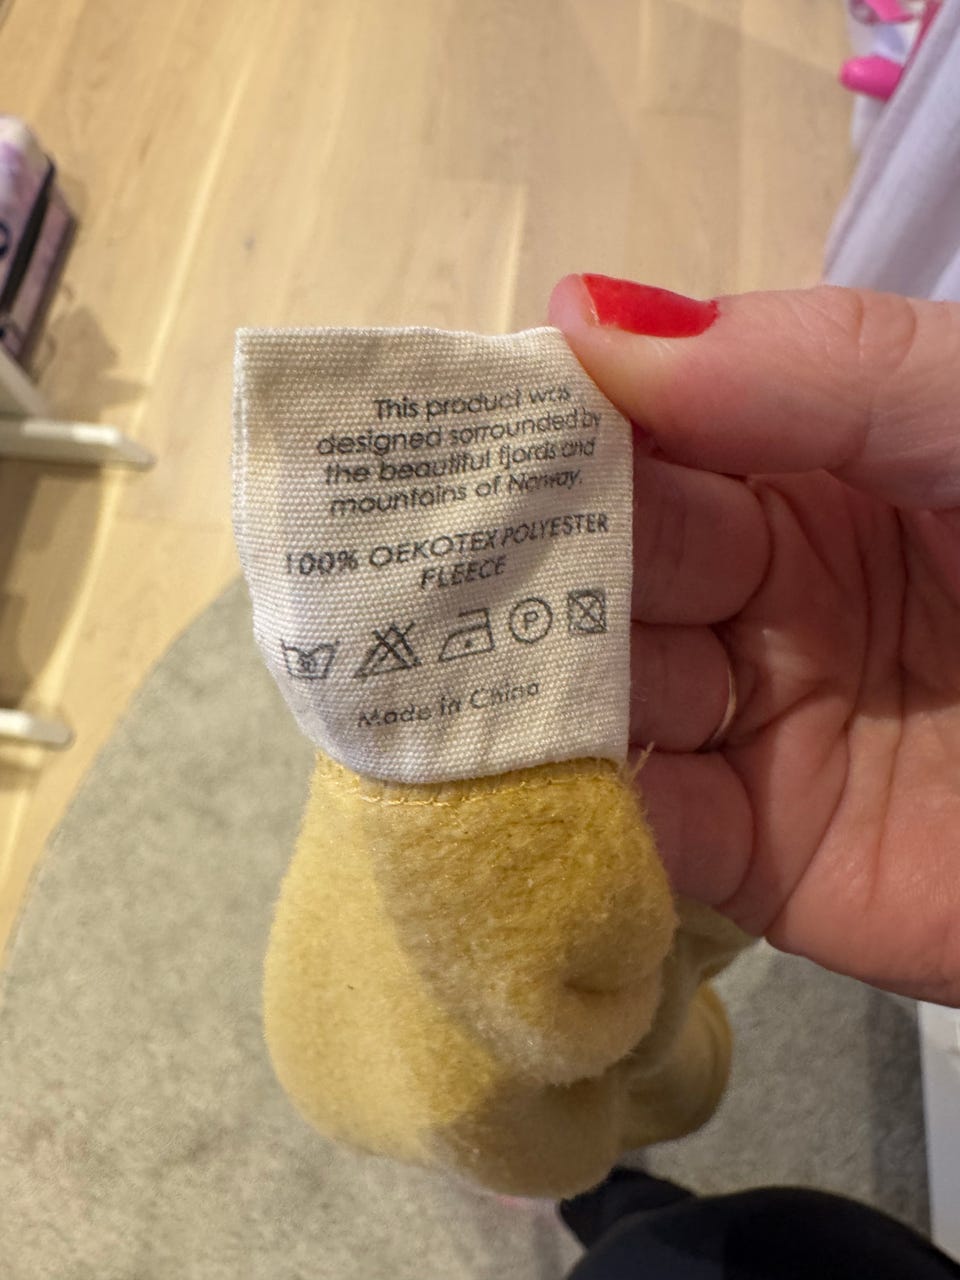 This product was
designed sorrounded by
the beautiful fjords and
mountains of Norway.
100% OEKOTEX POLYESTER
FLEECE
P
Made in China